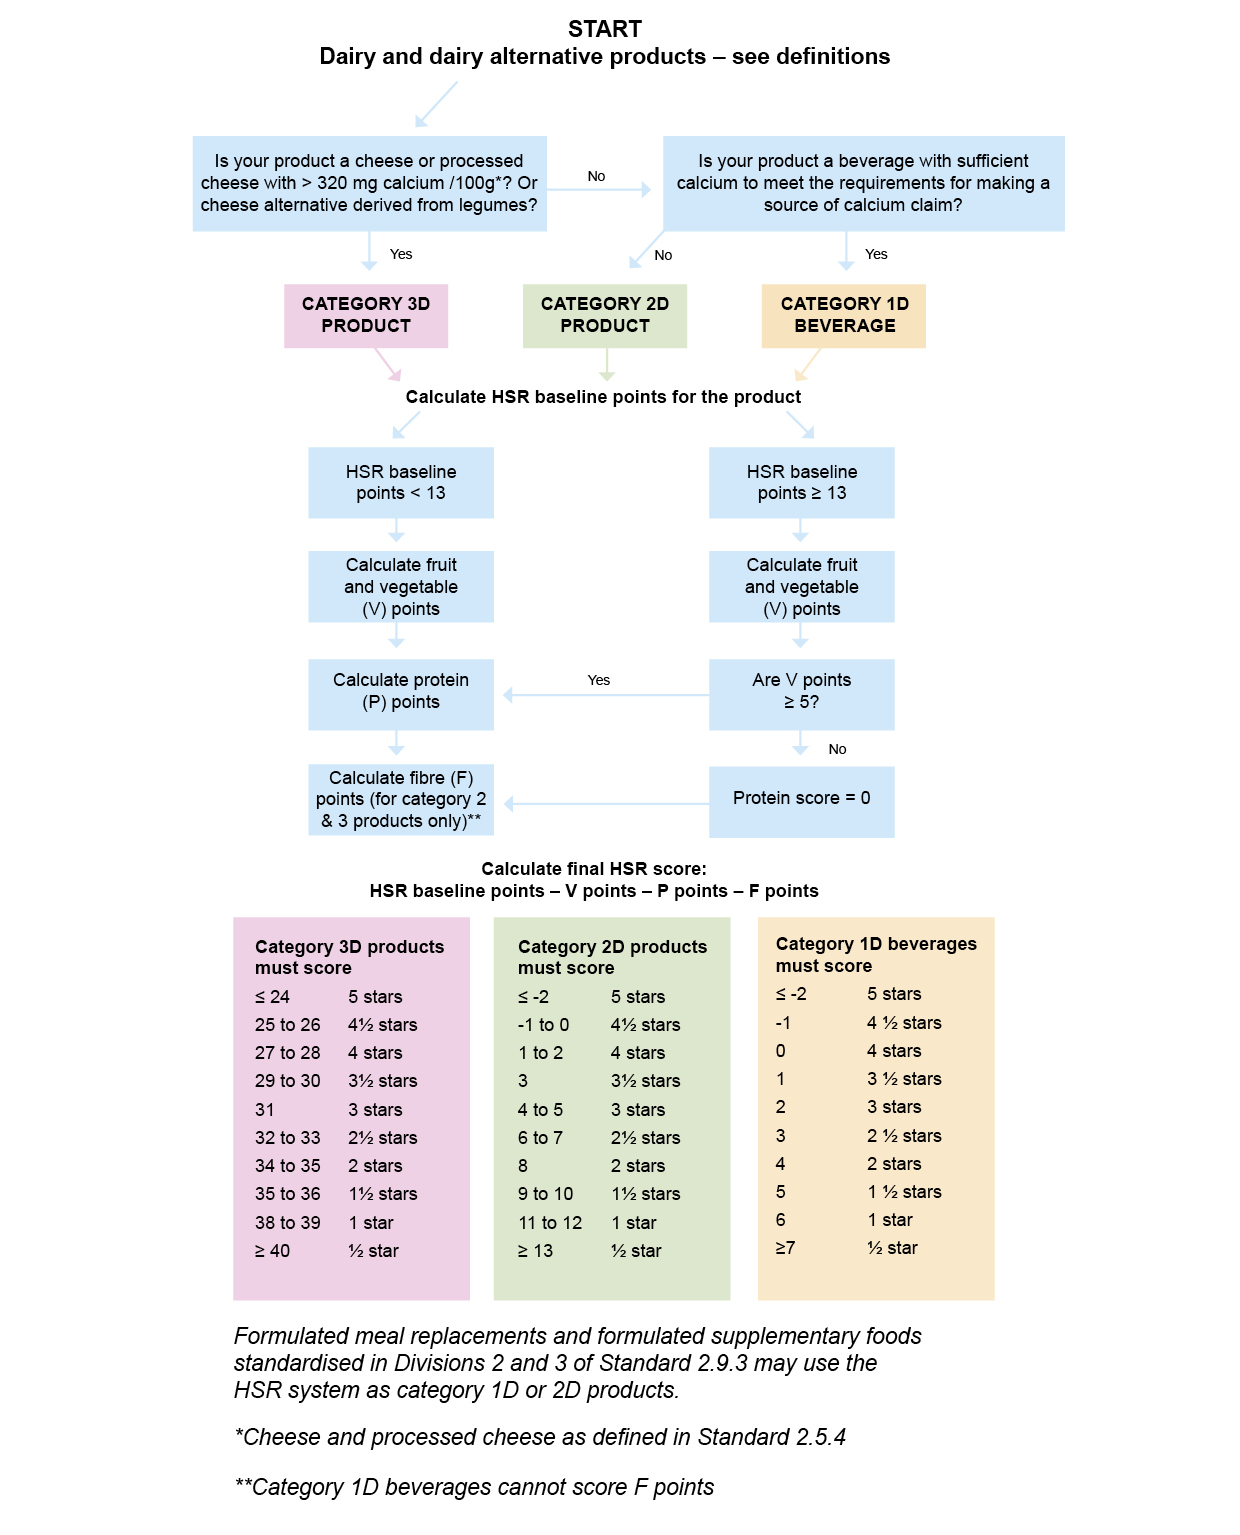 START
Dairy and dairy alternative products – see definitions
Is your product a cheese or processed
cheese with > 320 mg calcium /100g*? Or
cheese alternative derived from legumes?
No
Is your product a beverage with sufficient
calcium to meet the requirements for making a
source of calcium claim?
Yes
No
Yes
CATEGORY 3D
PRODUCT
CATEGORY 2D
PRODUCT
CATEGORY 1D
BEVERAGE
Calculate HSR baseline points for the product
HSR baseline
points < 13
HSR baseline
points ≥ 13
Calculate fruit
and vegetable
(V) points
Calculate fruit
and vegetable
(V) points
Calculate protein
(P) points
Yes
Are V points
≥ 5?
No
Calculate fibre (F)
points (for category 2
& 3 products only)**
Protein score = 0
Calculate final HSR score:
HSR baseline points – V points – P points – F points
Category 3D products
must score
≤ 24 5 stars
25 to 26 4½ stars
27 to 28 4 stars
29 to 30 3½ stars
31 3 stars
32 to 33 2½ stars
34 to 35 2 stars
35 to 36 1½ stars
38 to 39 1 star
≥ 40 ½ star
Category 2D products
must score
≤ -2 5 stars
-1 to 0 4½ stars
1 to 2 4 stars
3 3½ stars
4 to 5 3 stars
6 to 7 2½ stars
8 2 stars
9 to 10 1½ stars
11 to 12 1 star
≥ 13 ½ star
Category 1D beverages
must score
≤ -2 5 stars
-1 4 ½ stars
0 4 stars
1 3 ½ stars
2 3 stars
3 2 ½ stars
4 2 stars
5 1 ½ stars
6 1 star
≥7 ½ star
Formulated meal replacements and formulated supplementary foods
standardised in Divisions 2 and 3 of Standard 2.9.3 may use the
HSR system as category 1D or 2D products.
*Cheese and processed cheese as defined in Standard 2.5.4
**Category 1D beverages cannot score F points